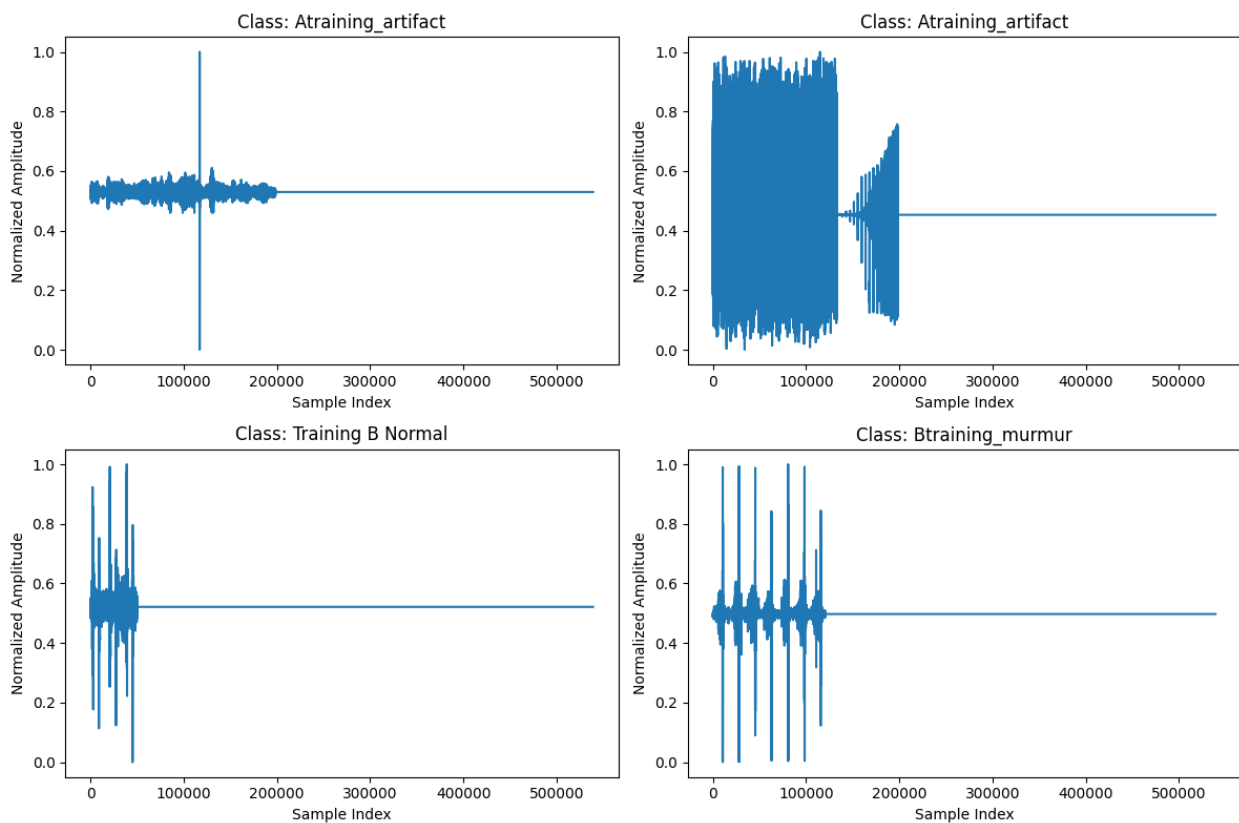 Class: Atraining_artifact
Normalized Amplitude
1.0
0.8
0.6
0.4
0.2
0.0
0 100000 200000 300000 400000 500000
Sample Index
Class: Atraining_artifact
Normalized Amplitude
1.0
0.8
0.6
0.4
0.2
0.0
0 100000 200000 300000 400000 500000
Sample Index
Class: Training B Normal
Normalized Amplitude
1.0
0.8
0.6
0.4
0.2
0.0
0 100000 200000 300000 400000 500000
Sample Index
Class: Btraining_murmur
Normalized Amplitude
1.0
0.8
0.6
0.4
0.2
0.0
0 100000 200000 300000 400000 500000
Sample Index